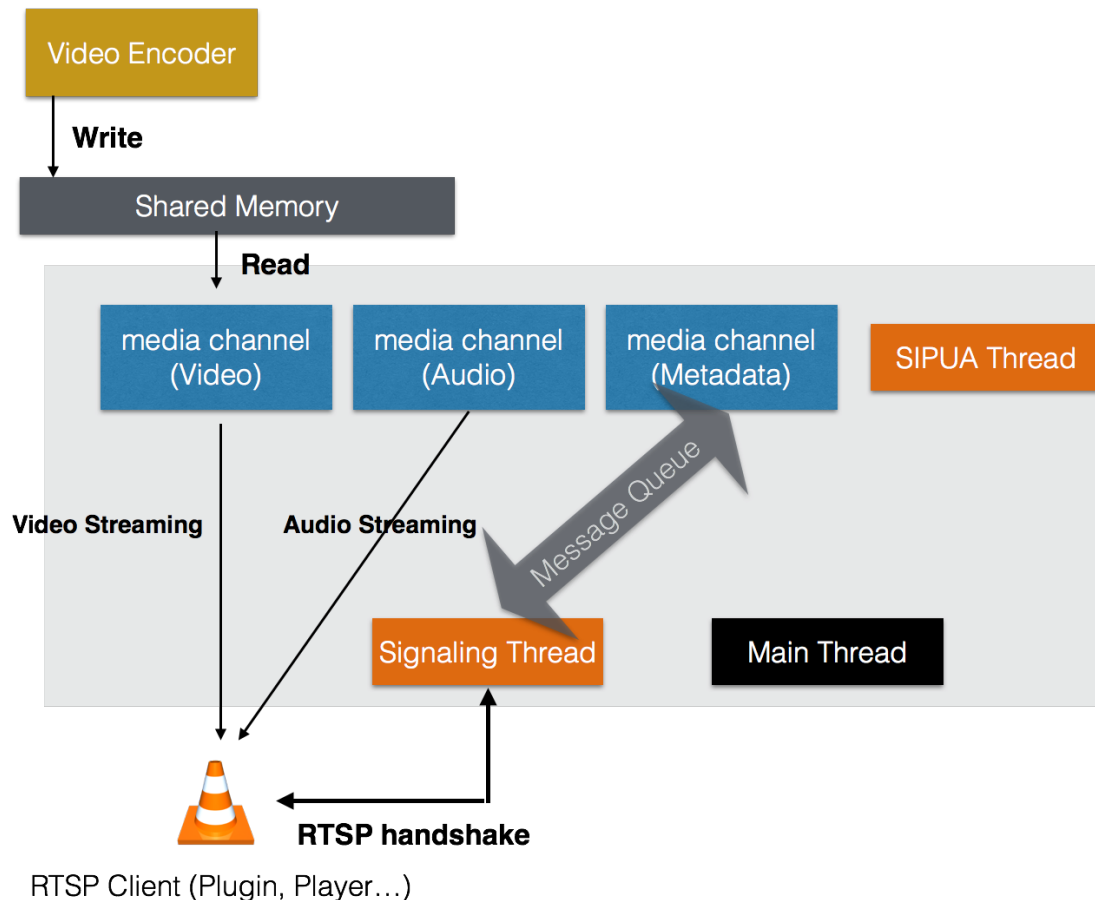 Video Encoder
Write
Shared Memory
Read
media channel
(Video)
media channel
(Audio)
media channel
(Metadata)
SIPUA Thread
Message Queue
Video Streaming
Audio Streaming
Signaling Thread
Main Thread
RTSP handshake
RTSP Client (Plugin, Player…)